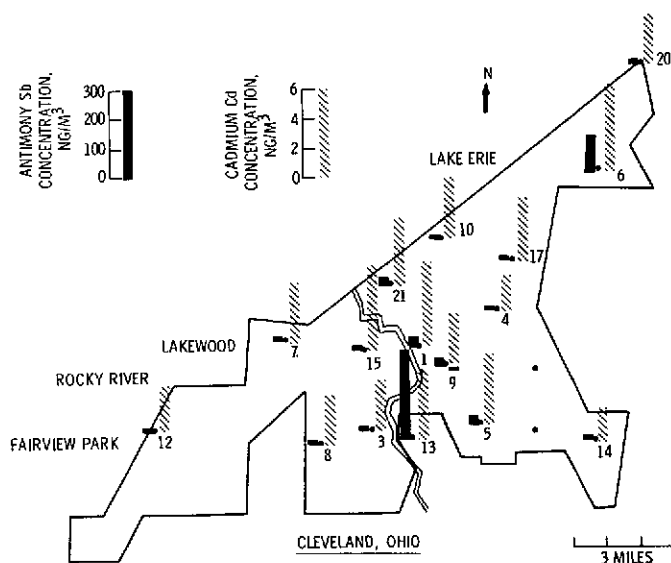 ANTIMONY Sb
CONCENTRATION,
NG/M³
300
200
100
0
CADMIUM Cd
CONCENTRATION,
NG/M³
6
4
2
0
N
LAKE ERIE
20
6
10
17
21
4
LAKEWOOD
7
15
1
9
ROCKY RIVER
FAIRVIEW PARK
12
8
3
13
5
14
CLEVELAND, OHIO
3 MILES